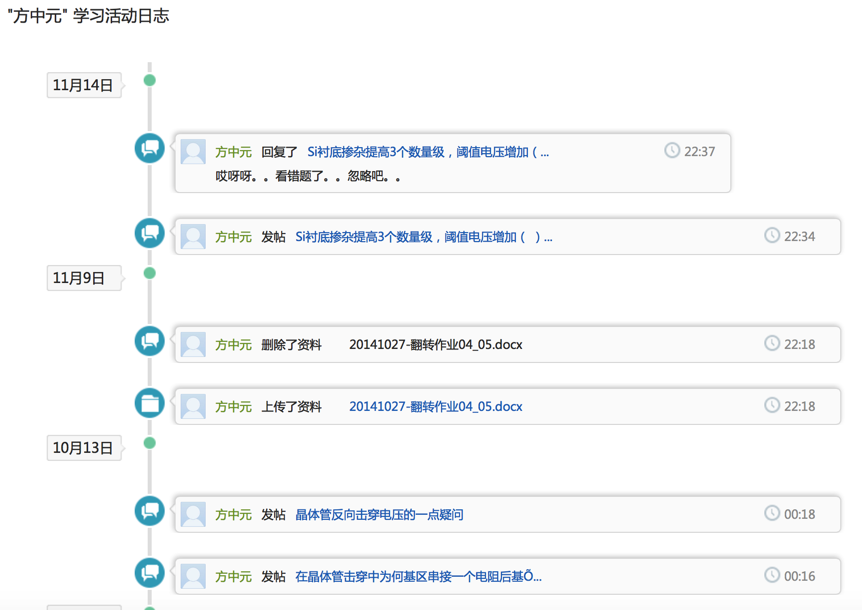 "方中元" 学习活动日志
11月14日
方中元 回复了 Si衬底掺杂提高3个数量级，阈值电压增加（... 22:37
哎呀呀。。看错题了。。忽略吧。。
方中元 发帖 Si衬底掺杂提高3个数量级，阈值电压增加（ ）... 22:34
11月9日
方中元 删除了资料 20141027-翻转作业04_05.docx 22:18
方中元 上传了资料 20141027-翻转作业04_05.docx 22:18
10月13日
方中元 发帖 晶体管反向击穿电压的一点疑问 00:18
方中元 发帖 在晶体管击穿中为何基区串接一个电阻后基Õ... 00:16